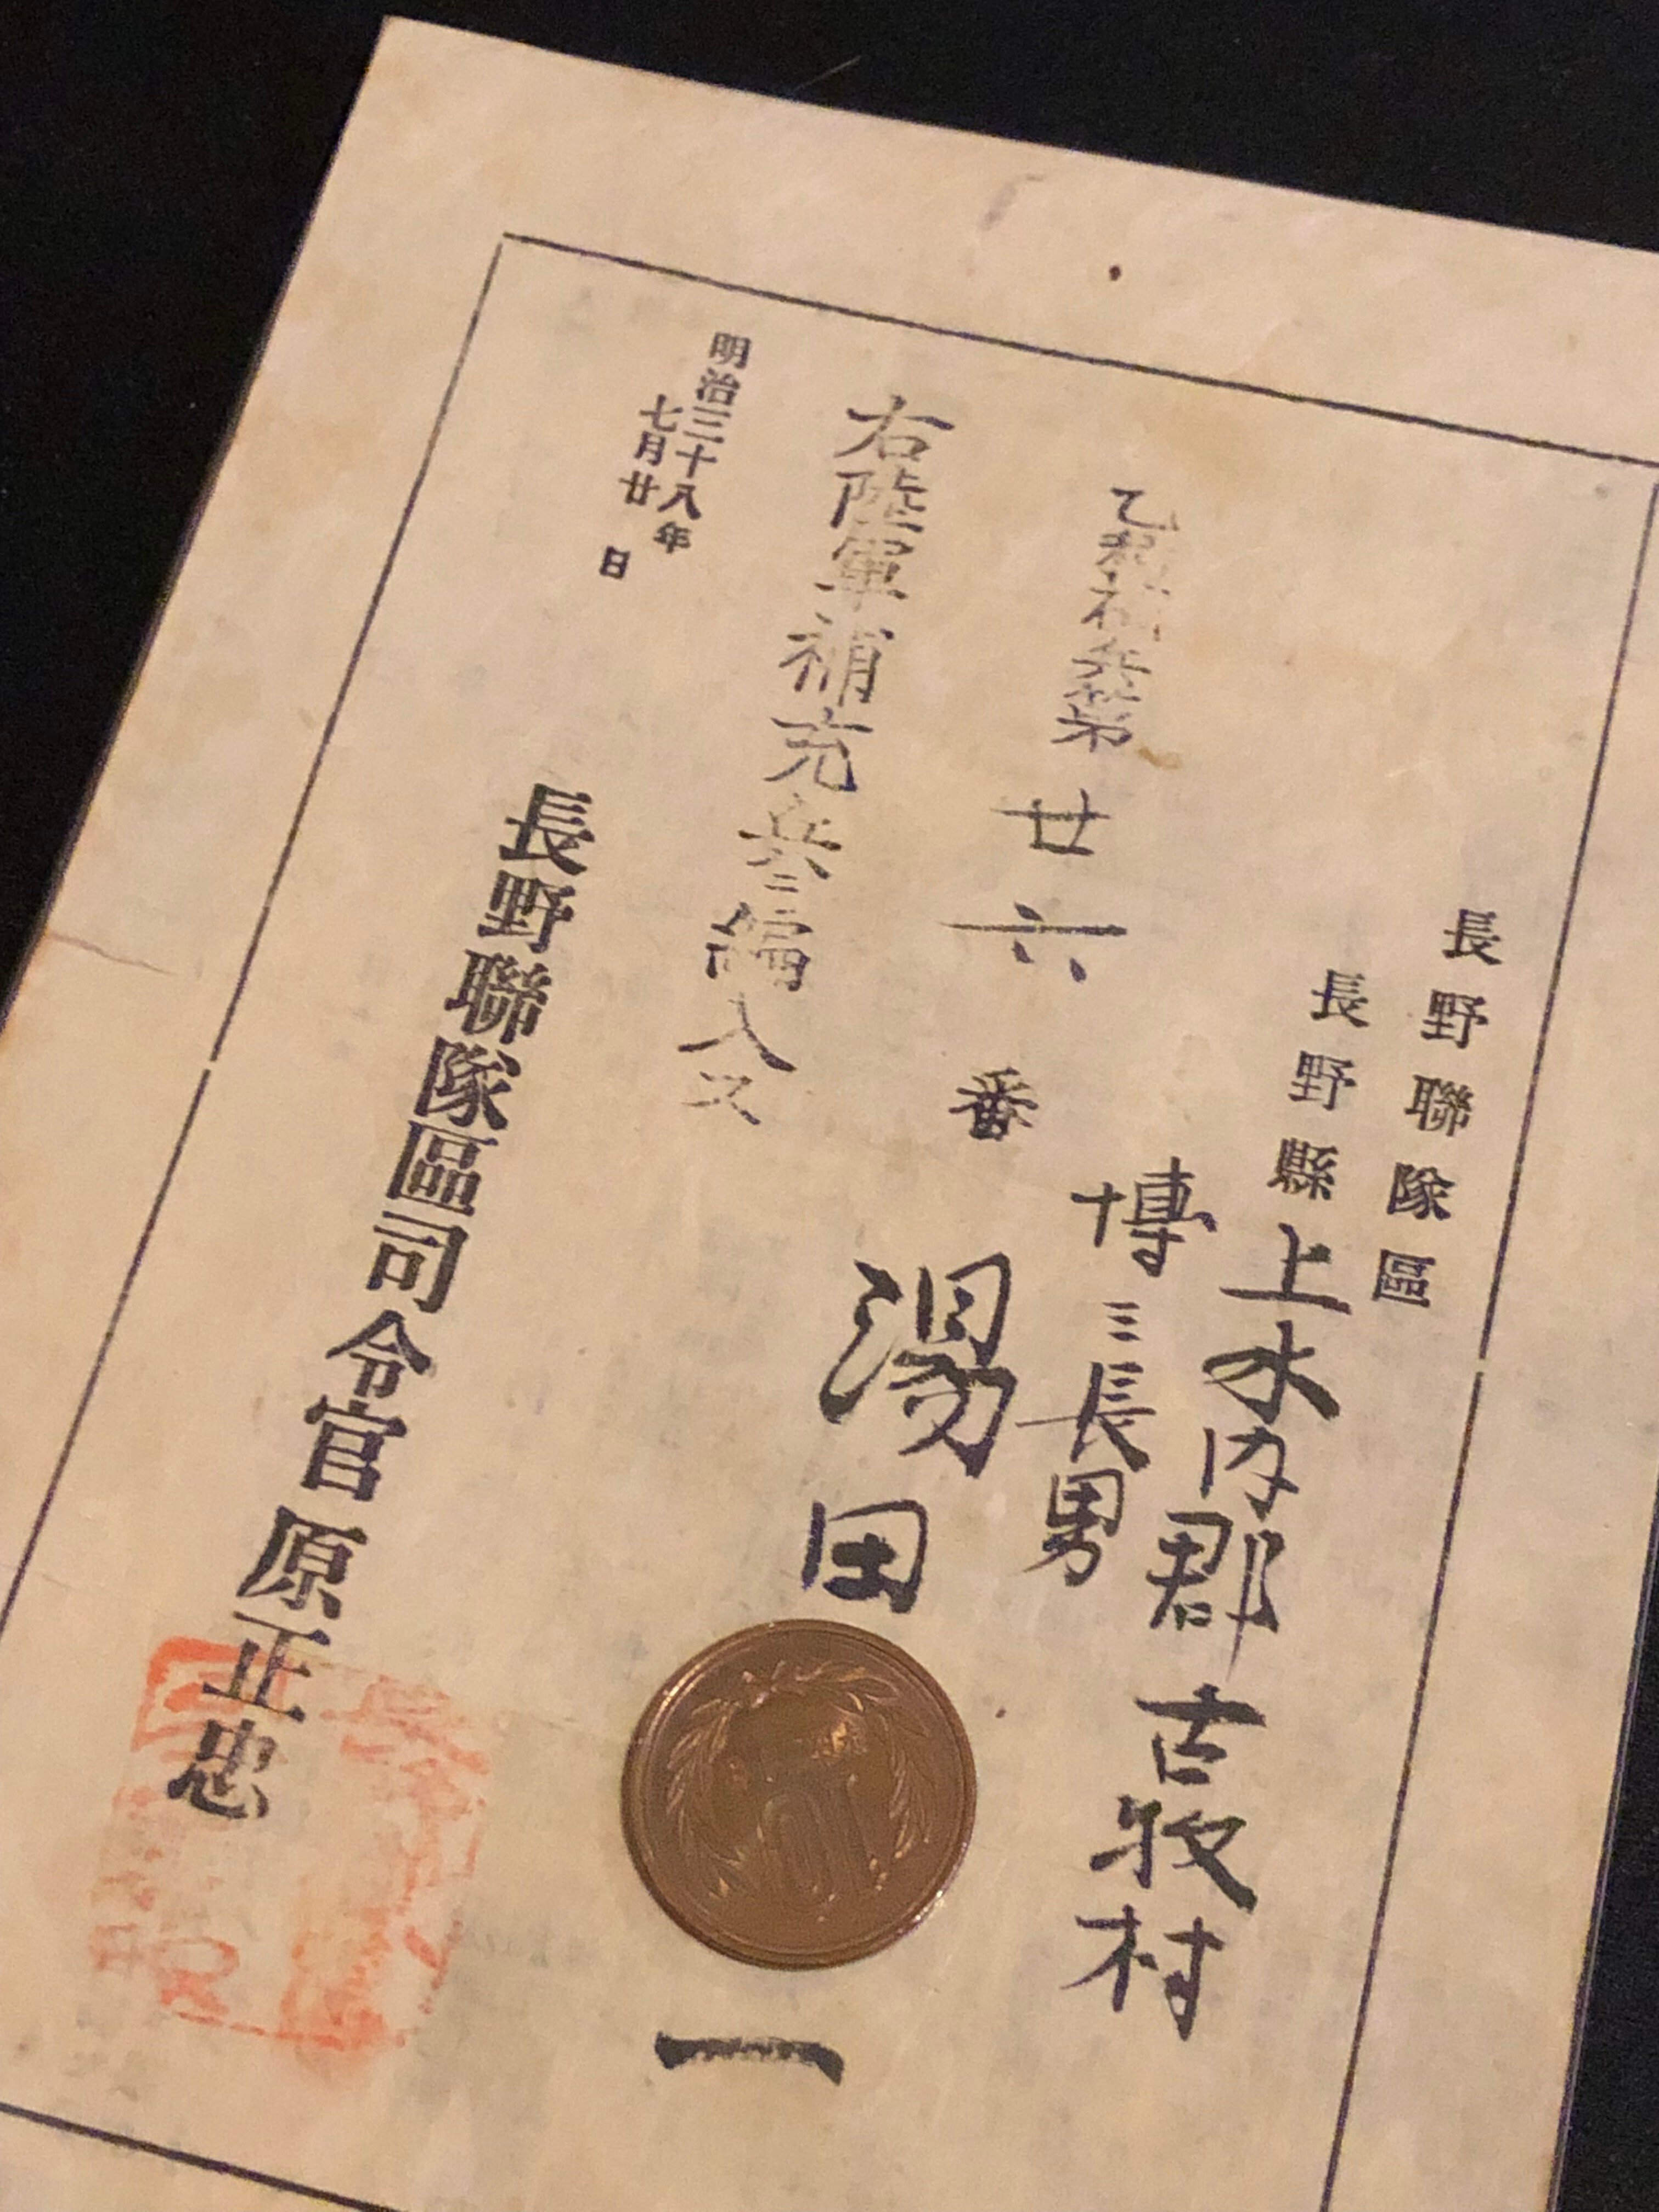 長野聯隊區
長野縣上水内郡古牧村
博三長男
湯田
一
乙種補兵第廿六番
右陸軍補充兵ニ編入ス
明治三十八年
七月廿日
長野聯隊區司令官原正忠